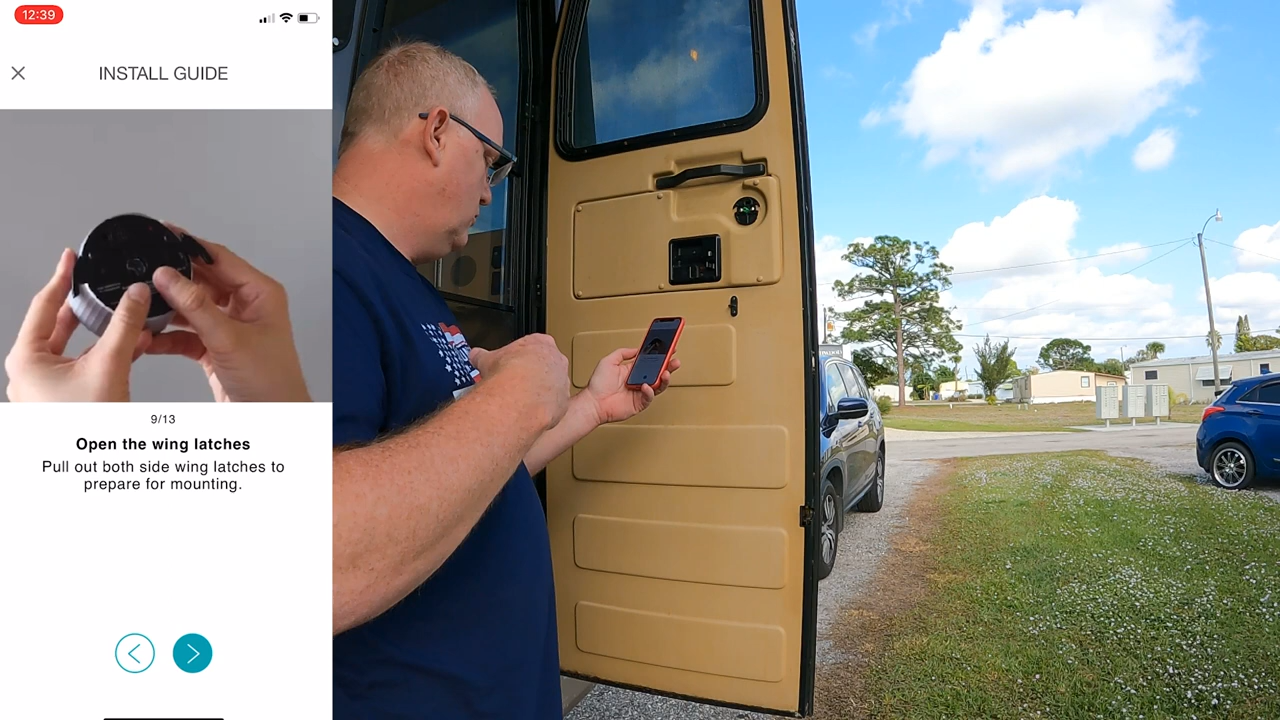 12:39
INSTALL GUIDE
9/13
Open the wing latches
Pull out both side wing latches to
prepare for mounting.